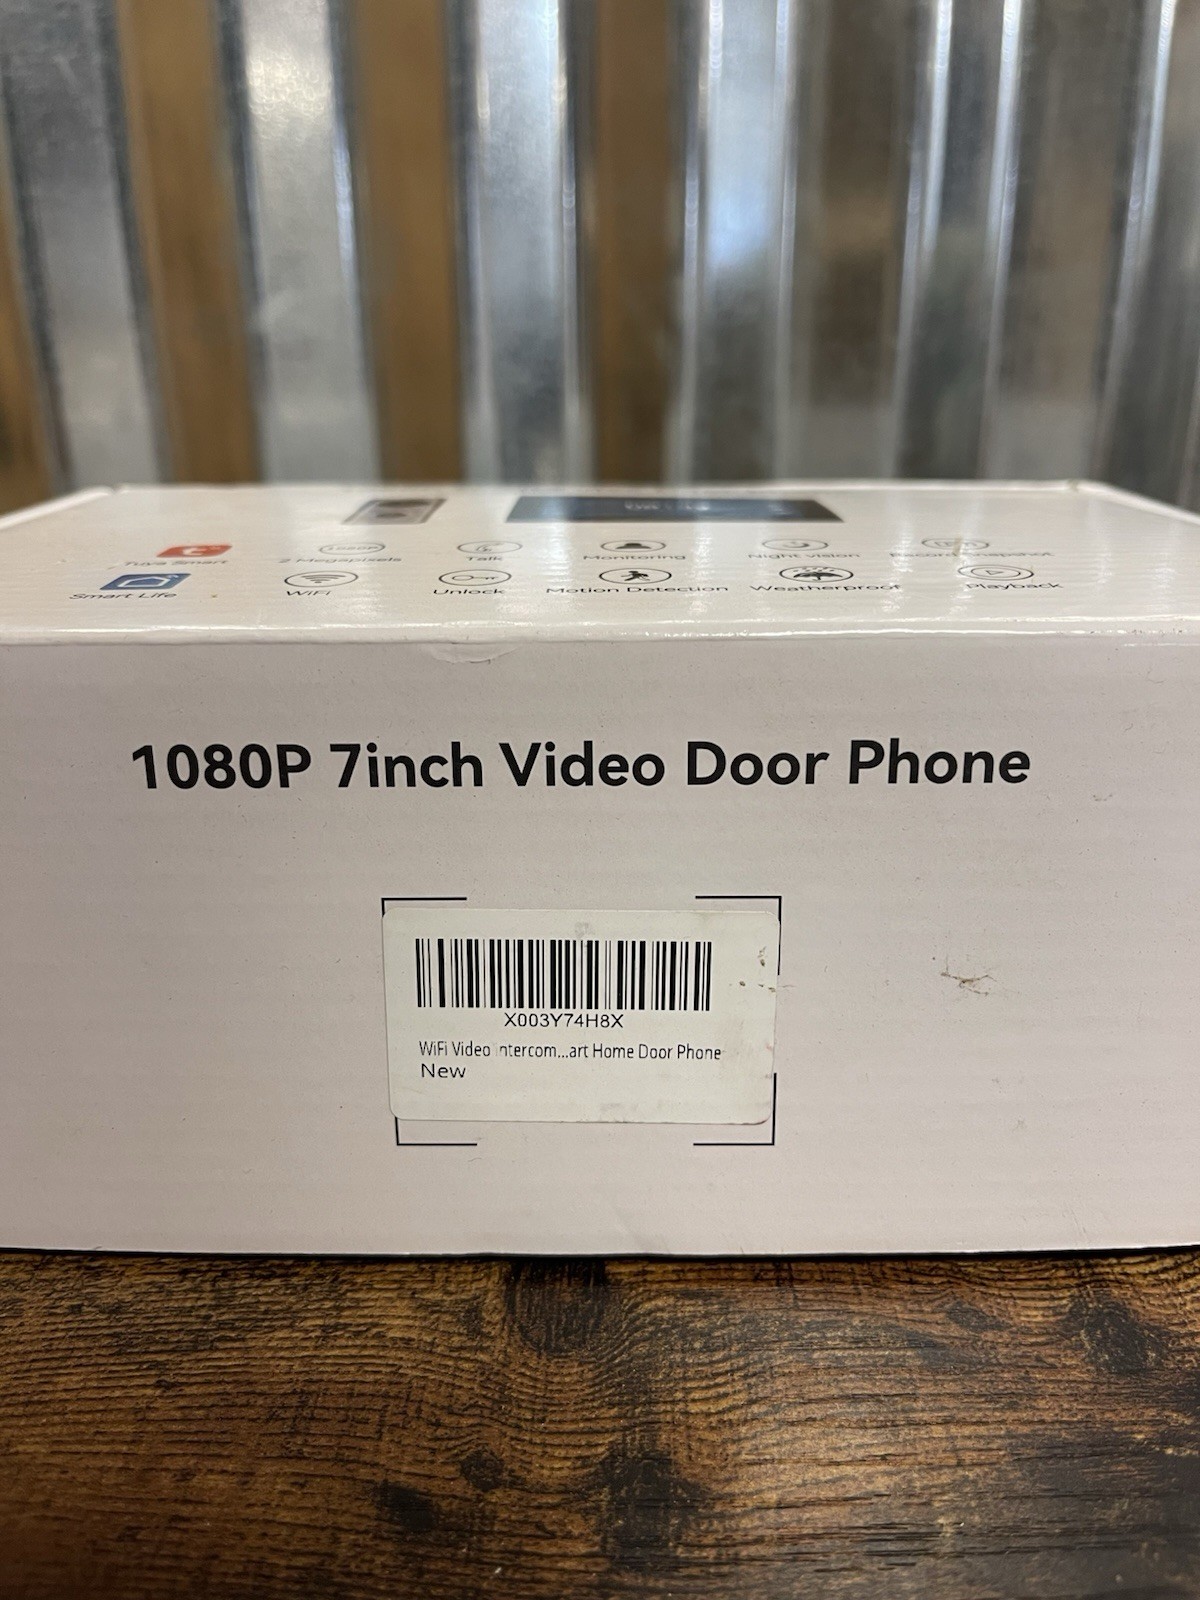 Tuya Smart
1080P
2 Megapixels
Talk
Monitoring
Night vision
Smart Life
WiFi
Unlock
Motion Detection
Weatherproof
Playback
1080P 7inch Video Door Phone
X003Y74H8X
WiFi Video Intercom...art Home Door Phone
New